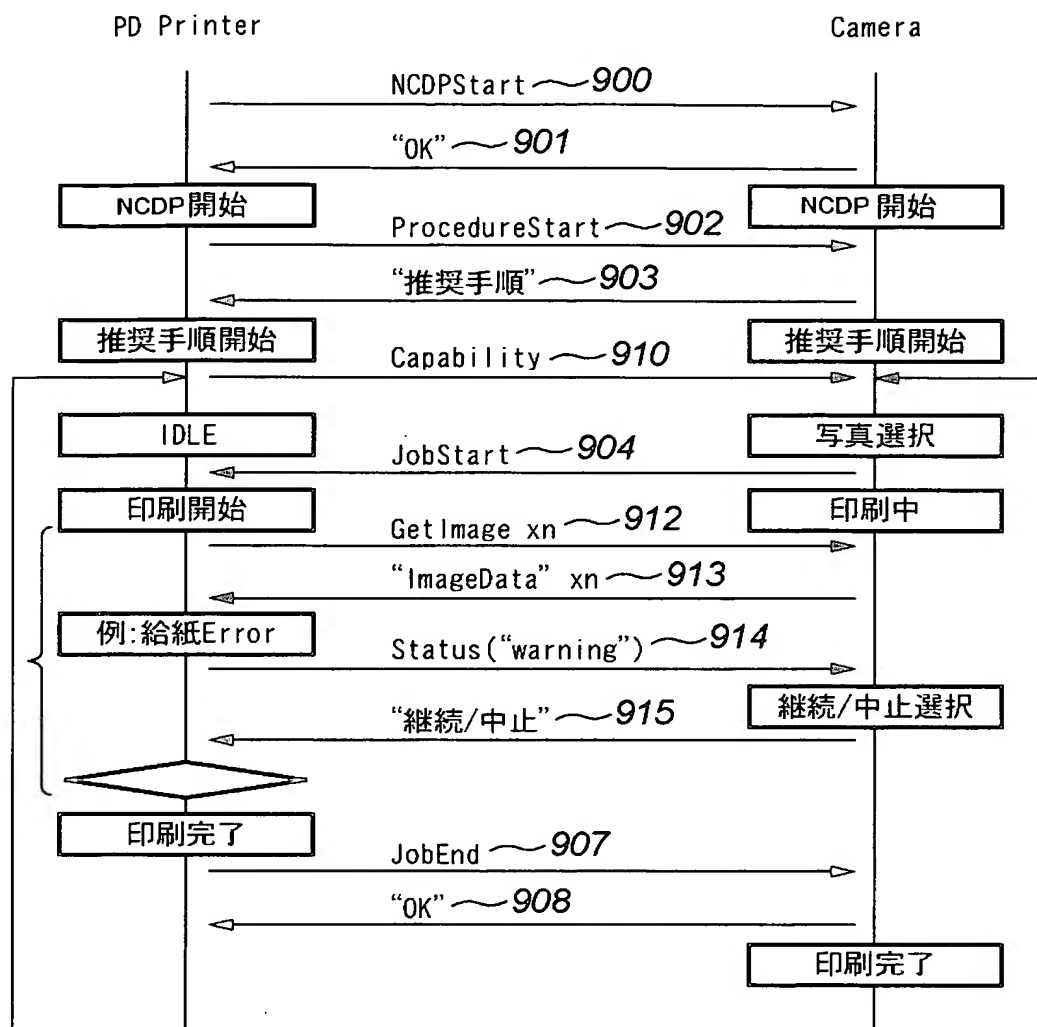 PD Printer
Camera
NCDPStart 900
“OK” 901
NCDP開始
NCDP 開始
ProcedureStart 902
“推奨手順” 903
推奨手順開始
推奨手順開始
Capability 910
IDLE
写真選択
JobStart 904
印刷開始
印刷中
GetImage xn 912
“ImageData” xn 913
例:給紙Error
Status(“warning”) 914
継続/中止選択
“継続/中止” 915
印刷完了
JobEnd 907
“OK” 908
印刷完了